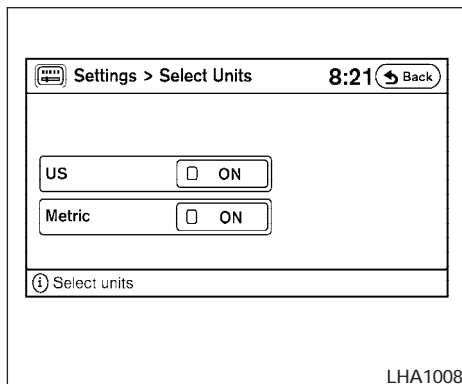 Settings > Select Units 8:21 Back
US ON
Metric ON
i Select units
LHA1008